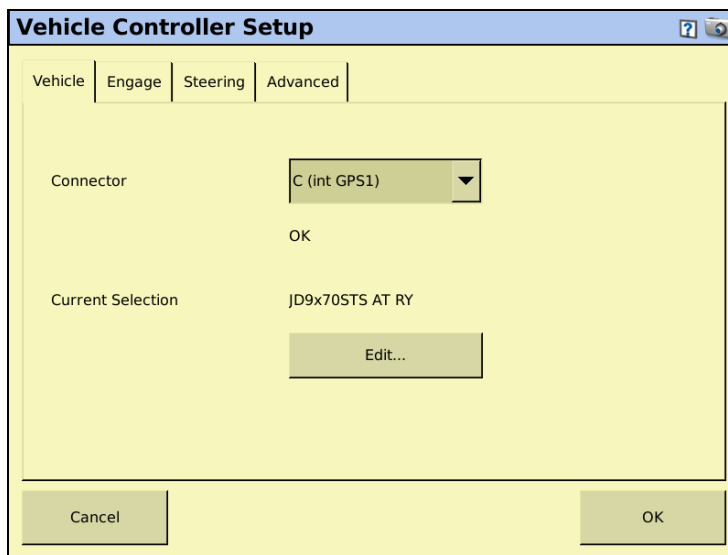 Vehicle Controller Setup
?
Vehicle Engage Steering Advanced
Connector C (int GPS1)
OK
Current Selection JD9x70STS AT RY
Edit...
Cancel OK